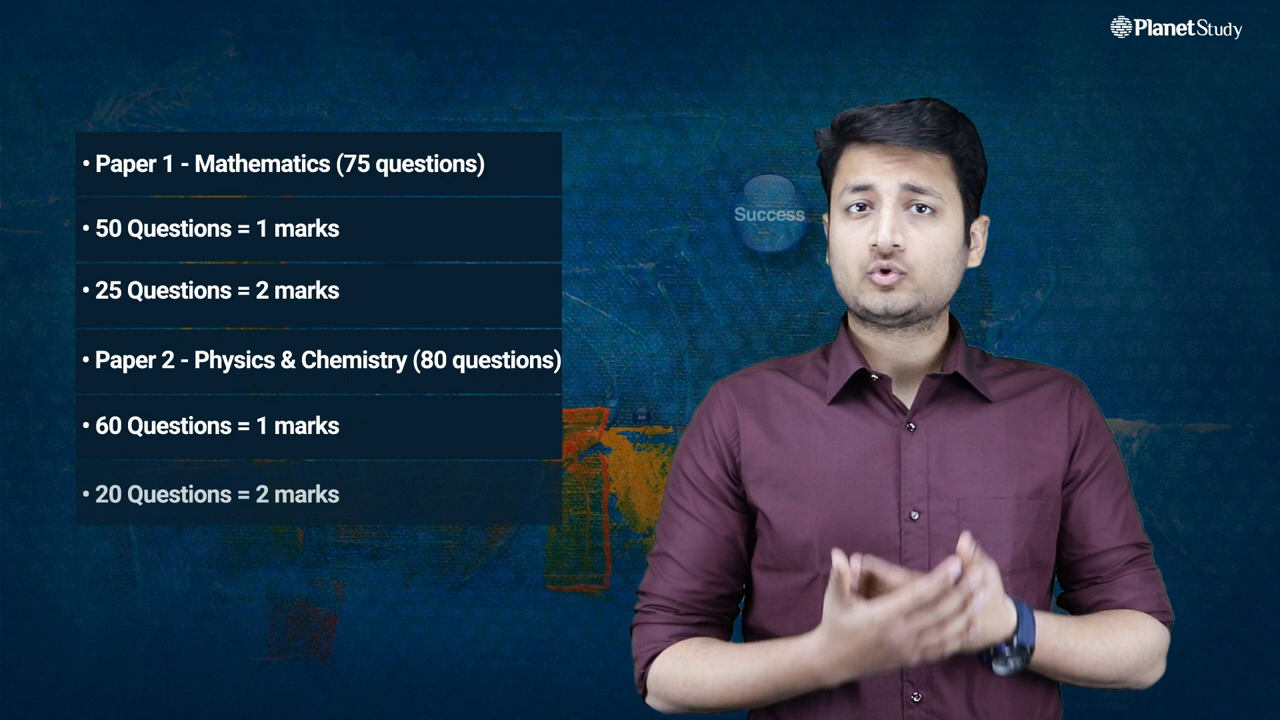 PlanetStudy
• Paper 1 - Mathematics (75 questions)
• 50 Questions = 1 marks
• 25 Questions = 2 marks
• Paper 2 - Physics & Chemistry (80 questions)
• 60 Questions = 1 marks
• 20 Questions = 2 marks
Success